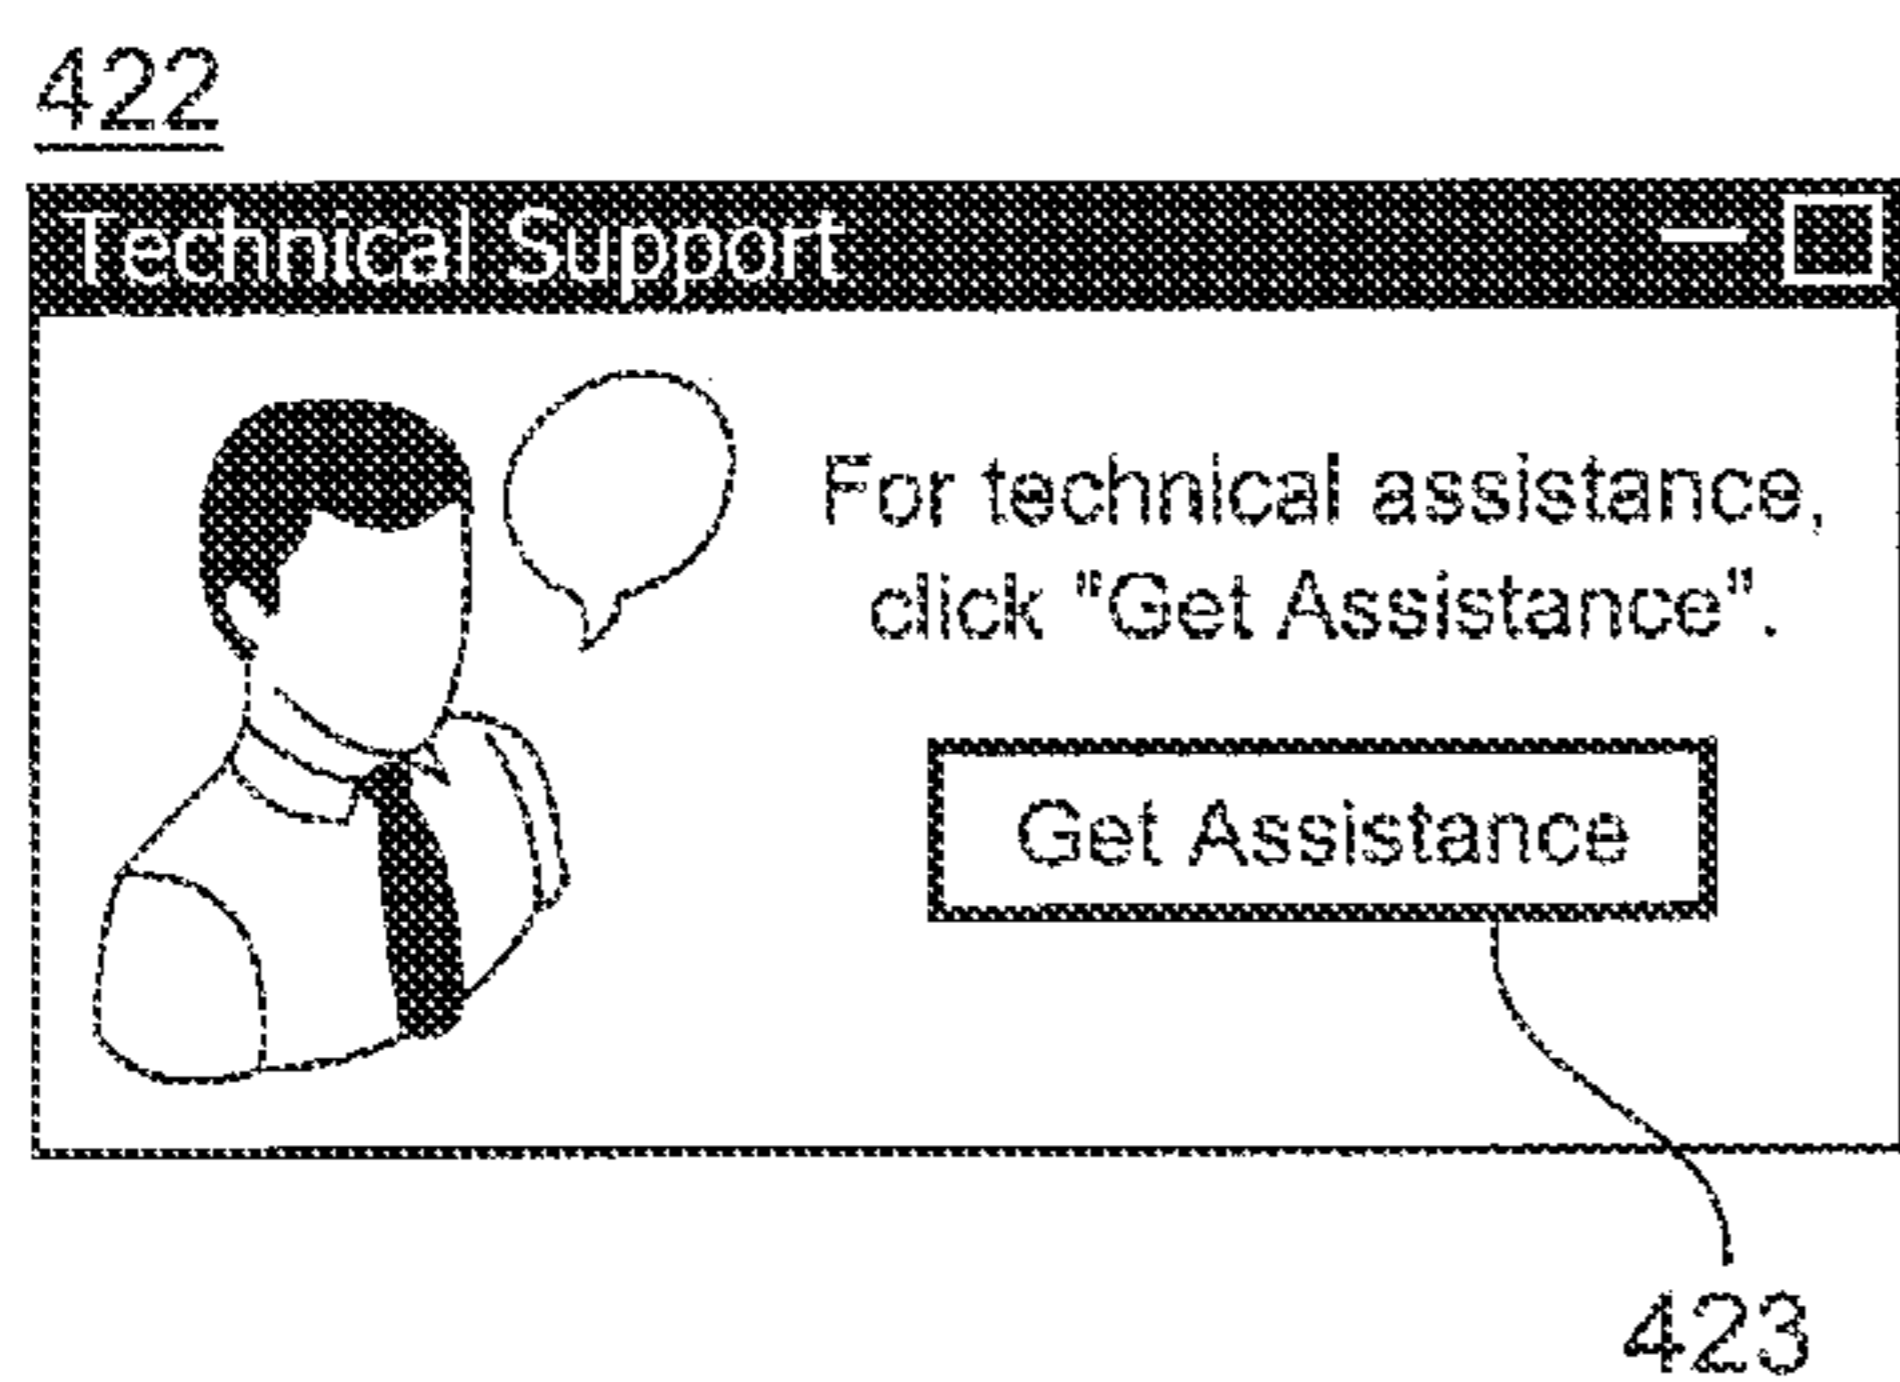 422
Technical Support
For technical assistance,
click "Get Assistance".
Get Assistance
423